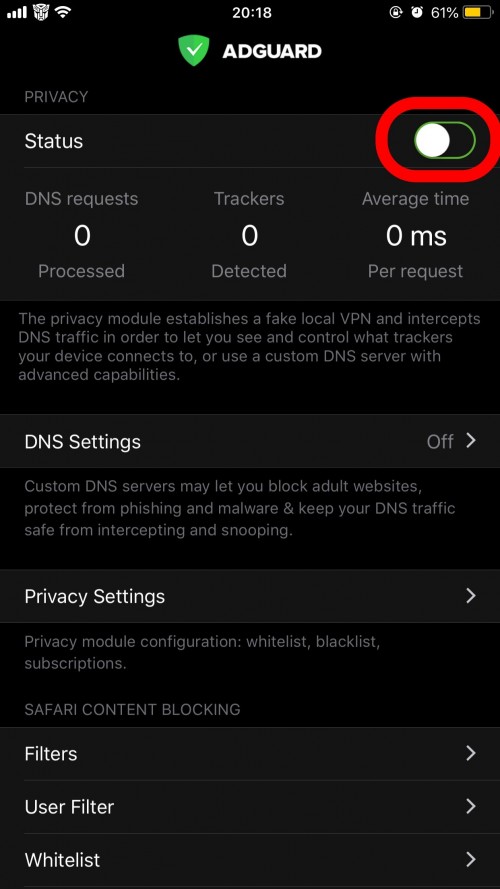 20:18
61%
ADGUARD
PRIVACY
Status
DNS requests Trackers Average time
0 0 0 ms
Processed Detected Per request
The privacy module establishes a fake local VPN and intercepts
DNS traffic in order to let you see and control what trackers
your device connects to, or use a custom DNS server with
advanced capabilities.
DNS Settings Off
Custom DNS servers may let you block adult websites,
protect from phishing and malware & keep your DNS traffic
safe from intercepting and snooping.
Privacy Settings
Privacy module configuration: whitelist, blacklist,
subscriptions.
SAFARI CONTENT BLOCKING
Filters
User Filter
Whitelist